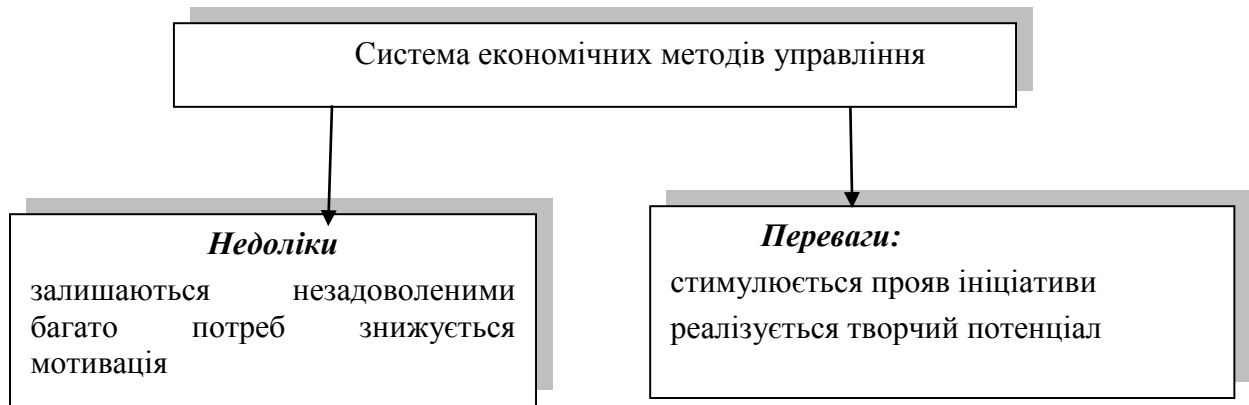 Система економічних методів управління
Недоліки
залишаються незадоволеними
багато потреб знижується
мотивація
Переваги:
стимулюється прояв ініціативи
реалізується творчий потенціал